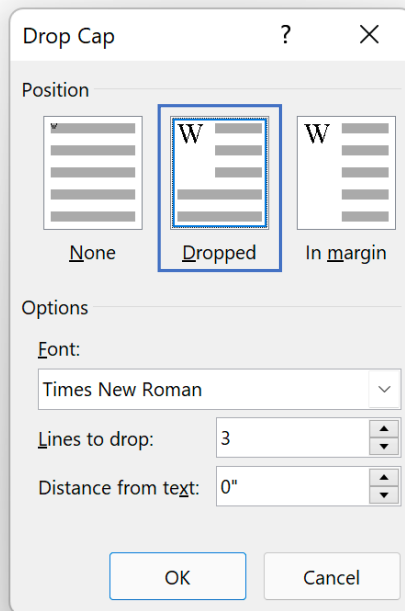 Drop Cap ? X
Position
W W W
None Dropped In margin
Options
Font:
Times New Roman
Lines to drop: 3
Distance from text: 0"
OK Cancel